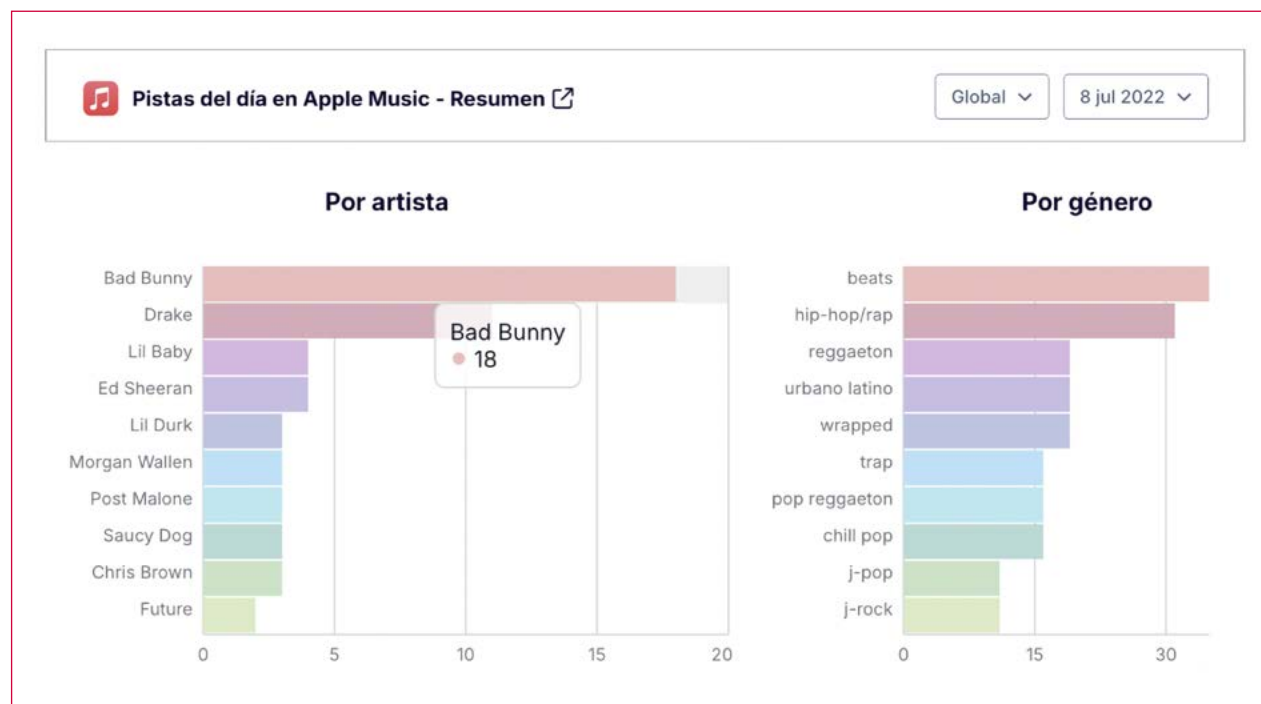 Pistas del día en Apple Music - Resumen
Global
8 jul 2022
Por artista
Bad Bunny
Drake
Lil Baby
Ed Sheeran
Lil Durk
Morgan Wallen
Post Malone
Saucy Dog
Chris Brown
Future
Bad Bunny
18
0 5 10 15 20
Por género
beats
hip-hop/rap
reggaeton
urbano latino
wrapped
trap
pop reggaeton
chill pop
j-pop
j-rock
0 15 30